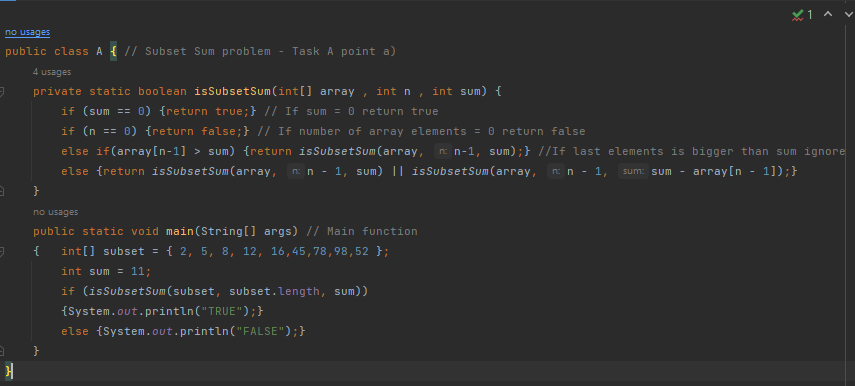 1
no usages
public class A { // Subset Sum problem - Task A point a)
4 usages
private static boolean isSubsetSum(int[] array , int n , int sum) {
if (sum == 0) {return true;} // If sum = 0 return true
if (n == 0) {return false;} // If number of array elements = 0 return false
else if(array[n-1] > sum) {return isSubsetSum(array, n: n-1, sum);} //If last elements is bigger than sum ignore
else {return isSubsetSum(array, n: n - 1, sum) || isSubsetSum(array, n: n - 1, sum: sum - array[n - 1]);}
}
no usages
public static void main(String[] args) // Main function
{ int[] subset = { 2, 5, 8, 12, 16,45,78,98,52 };
int sum = 11;
if (isSubsetSum(subset, subset.length, sum))
{System.out.println("TRUE");}
else {System.out.println("FALSE");}
}
}